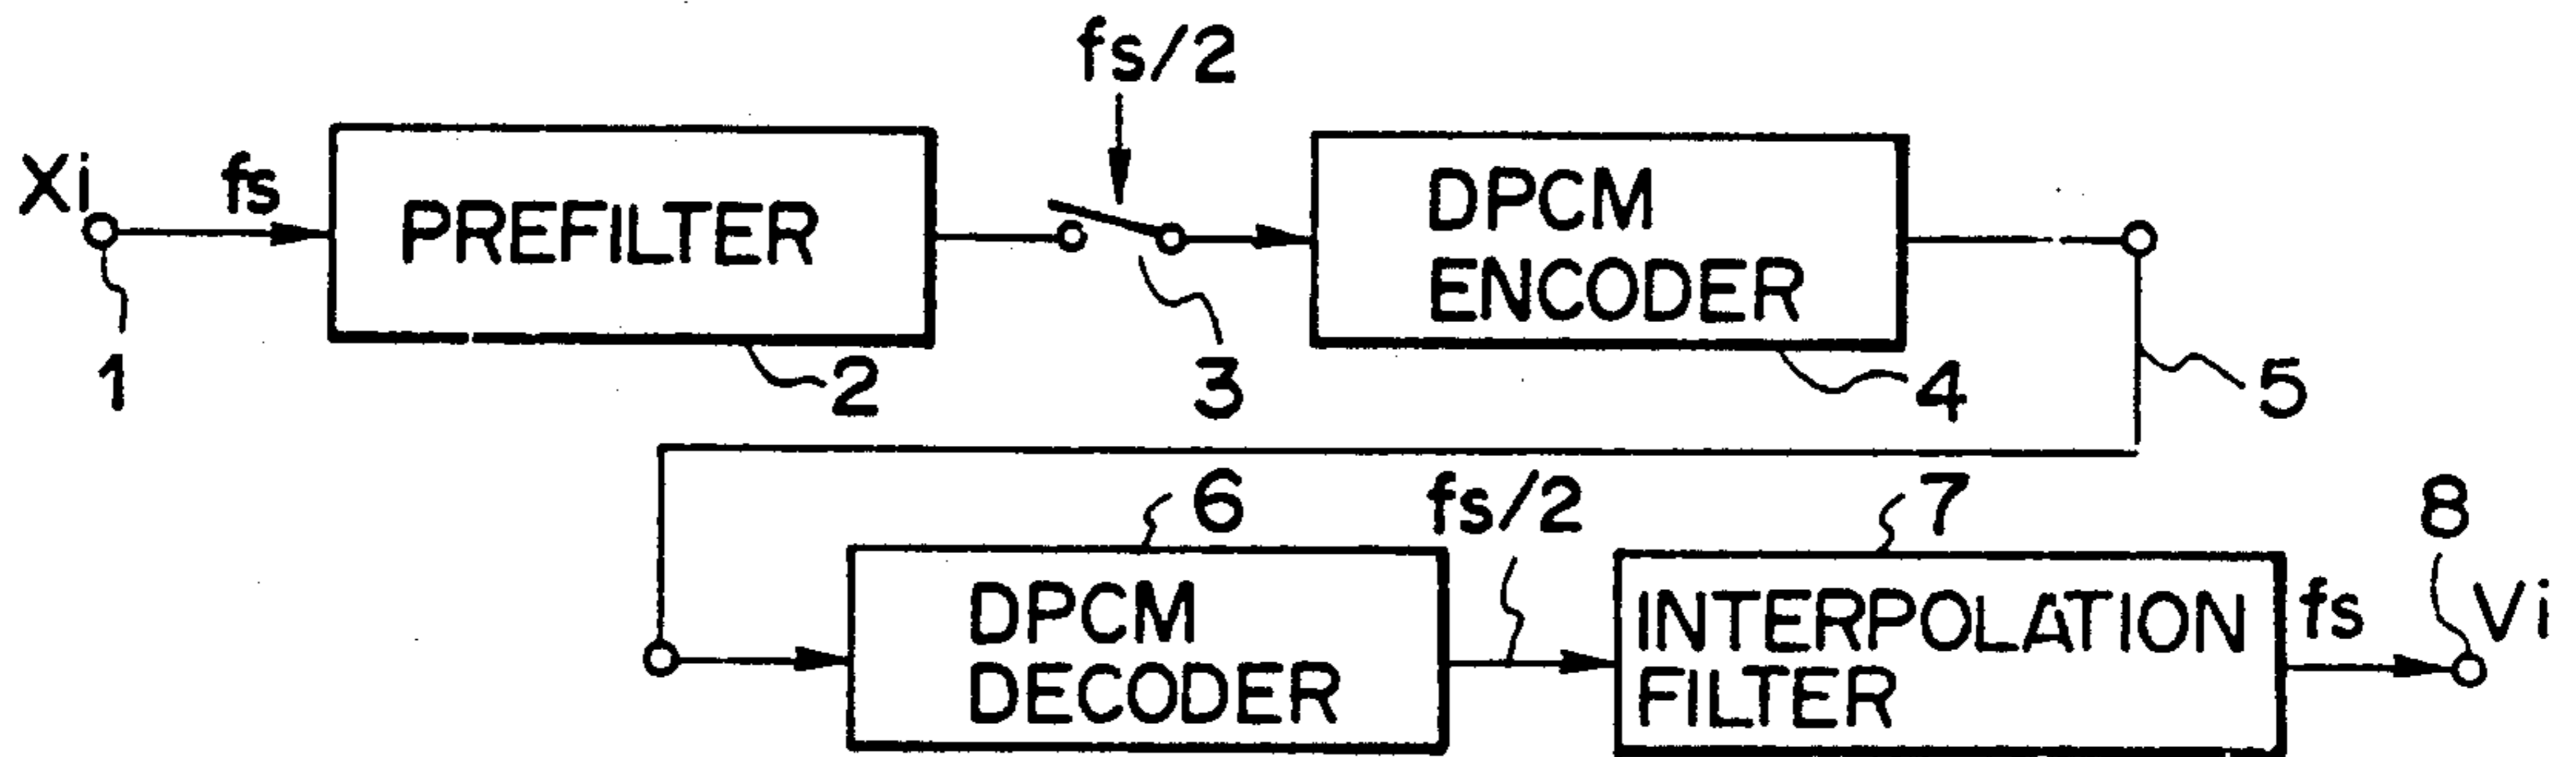 fs/2
Xi
fs
PREFILTER
DPCM
ENCODER
1
2
3
4
5
6
fs/2
7
8
DPCM
DECODER
INTERPOLATION
FILTER
fs
Vi